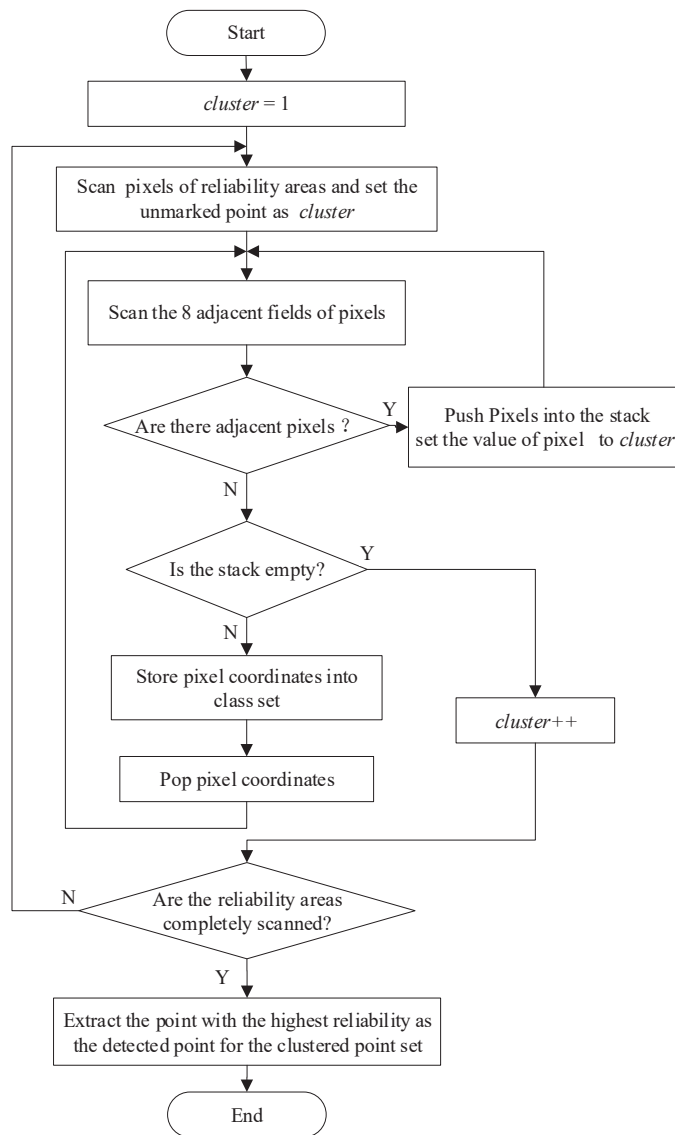 Start
cluster = 1
Scan pixels of reliability areas and set the
unmarked point as cluster
Scan the 8 adjacent fields of pixels
Are there adjacent pixels ?
Y
Push Pixels into the stack
set the value of pixel to cluster
N
Is the stack empty?
Y
N
Store pixel coordinates into
class set
cluster++
Pop pixel coordinates
N
Are the reliability areas
completely scanned?
Y
Extract the point with the highest reliability as
the detected point for the clustered point set
End